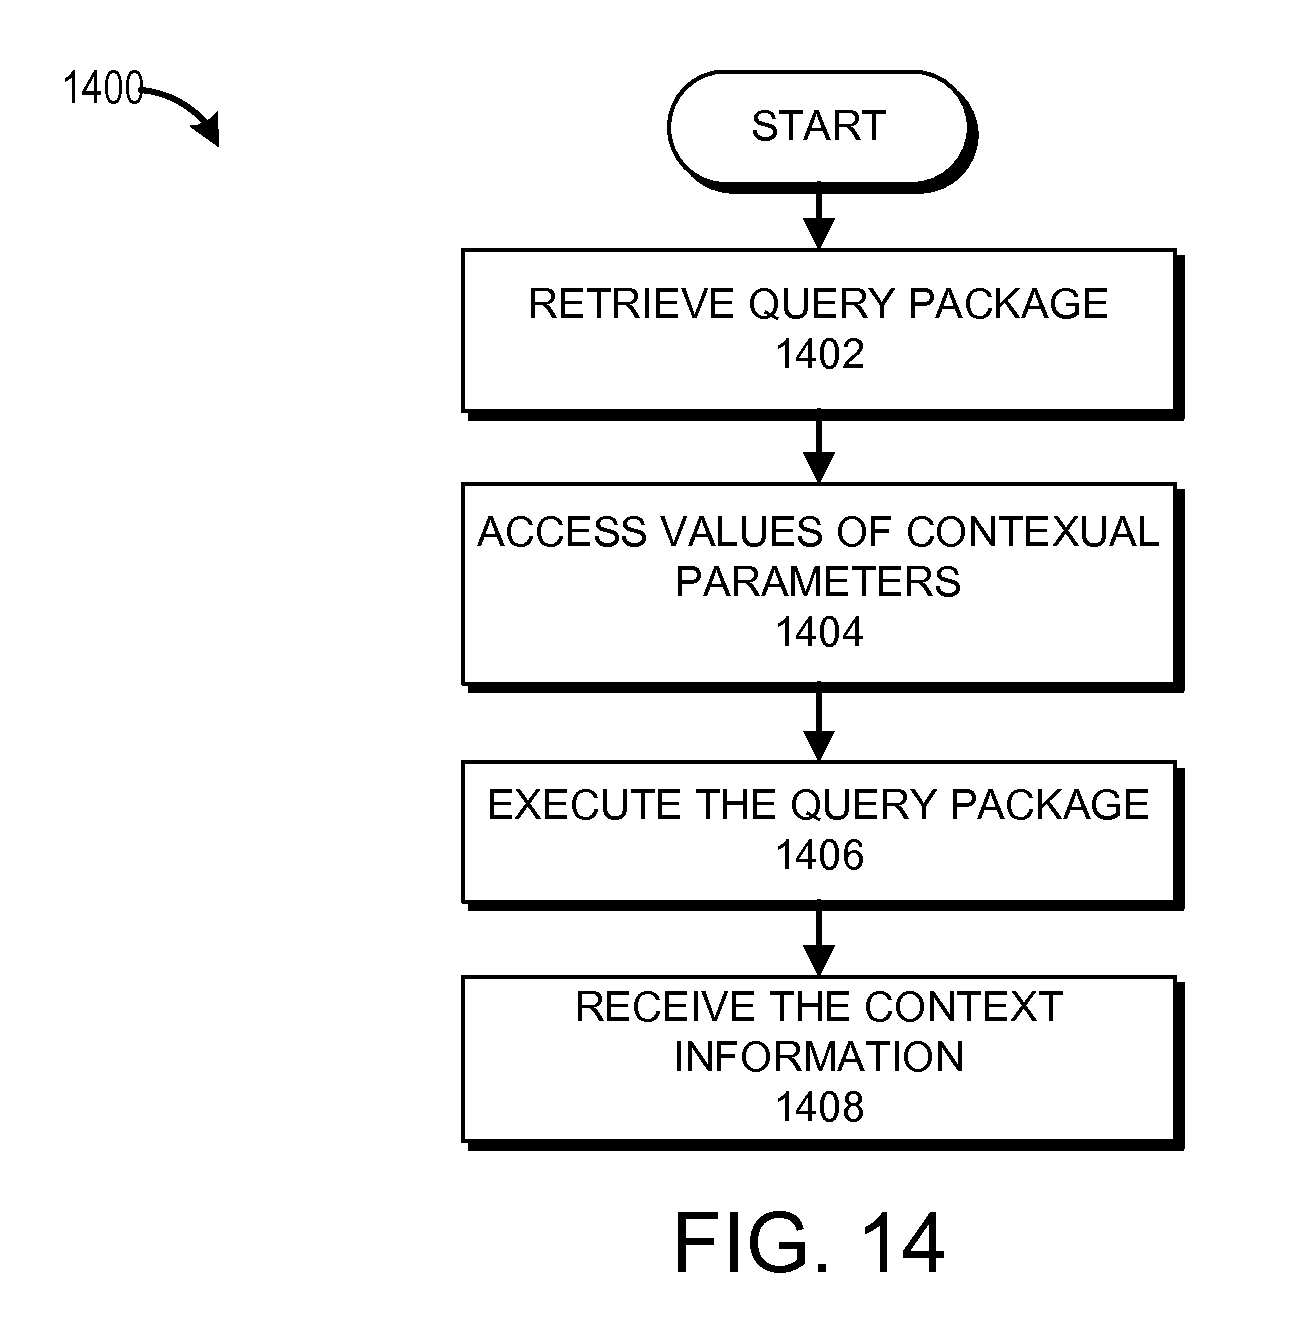 1400
START
RETRIEVE QUERY PACKAGE
1402
ACCESS VALUES OF CONTEXUAL
PARAMETERS
1404
EXECUTE THE QUERY PACKAGE
1406
RECEIVE THE CONTEXT
INFORMATION
1408
FIG. 14